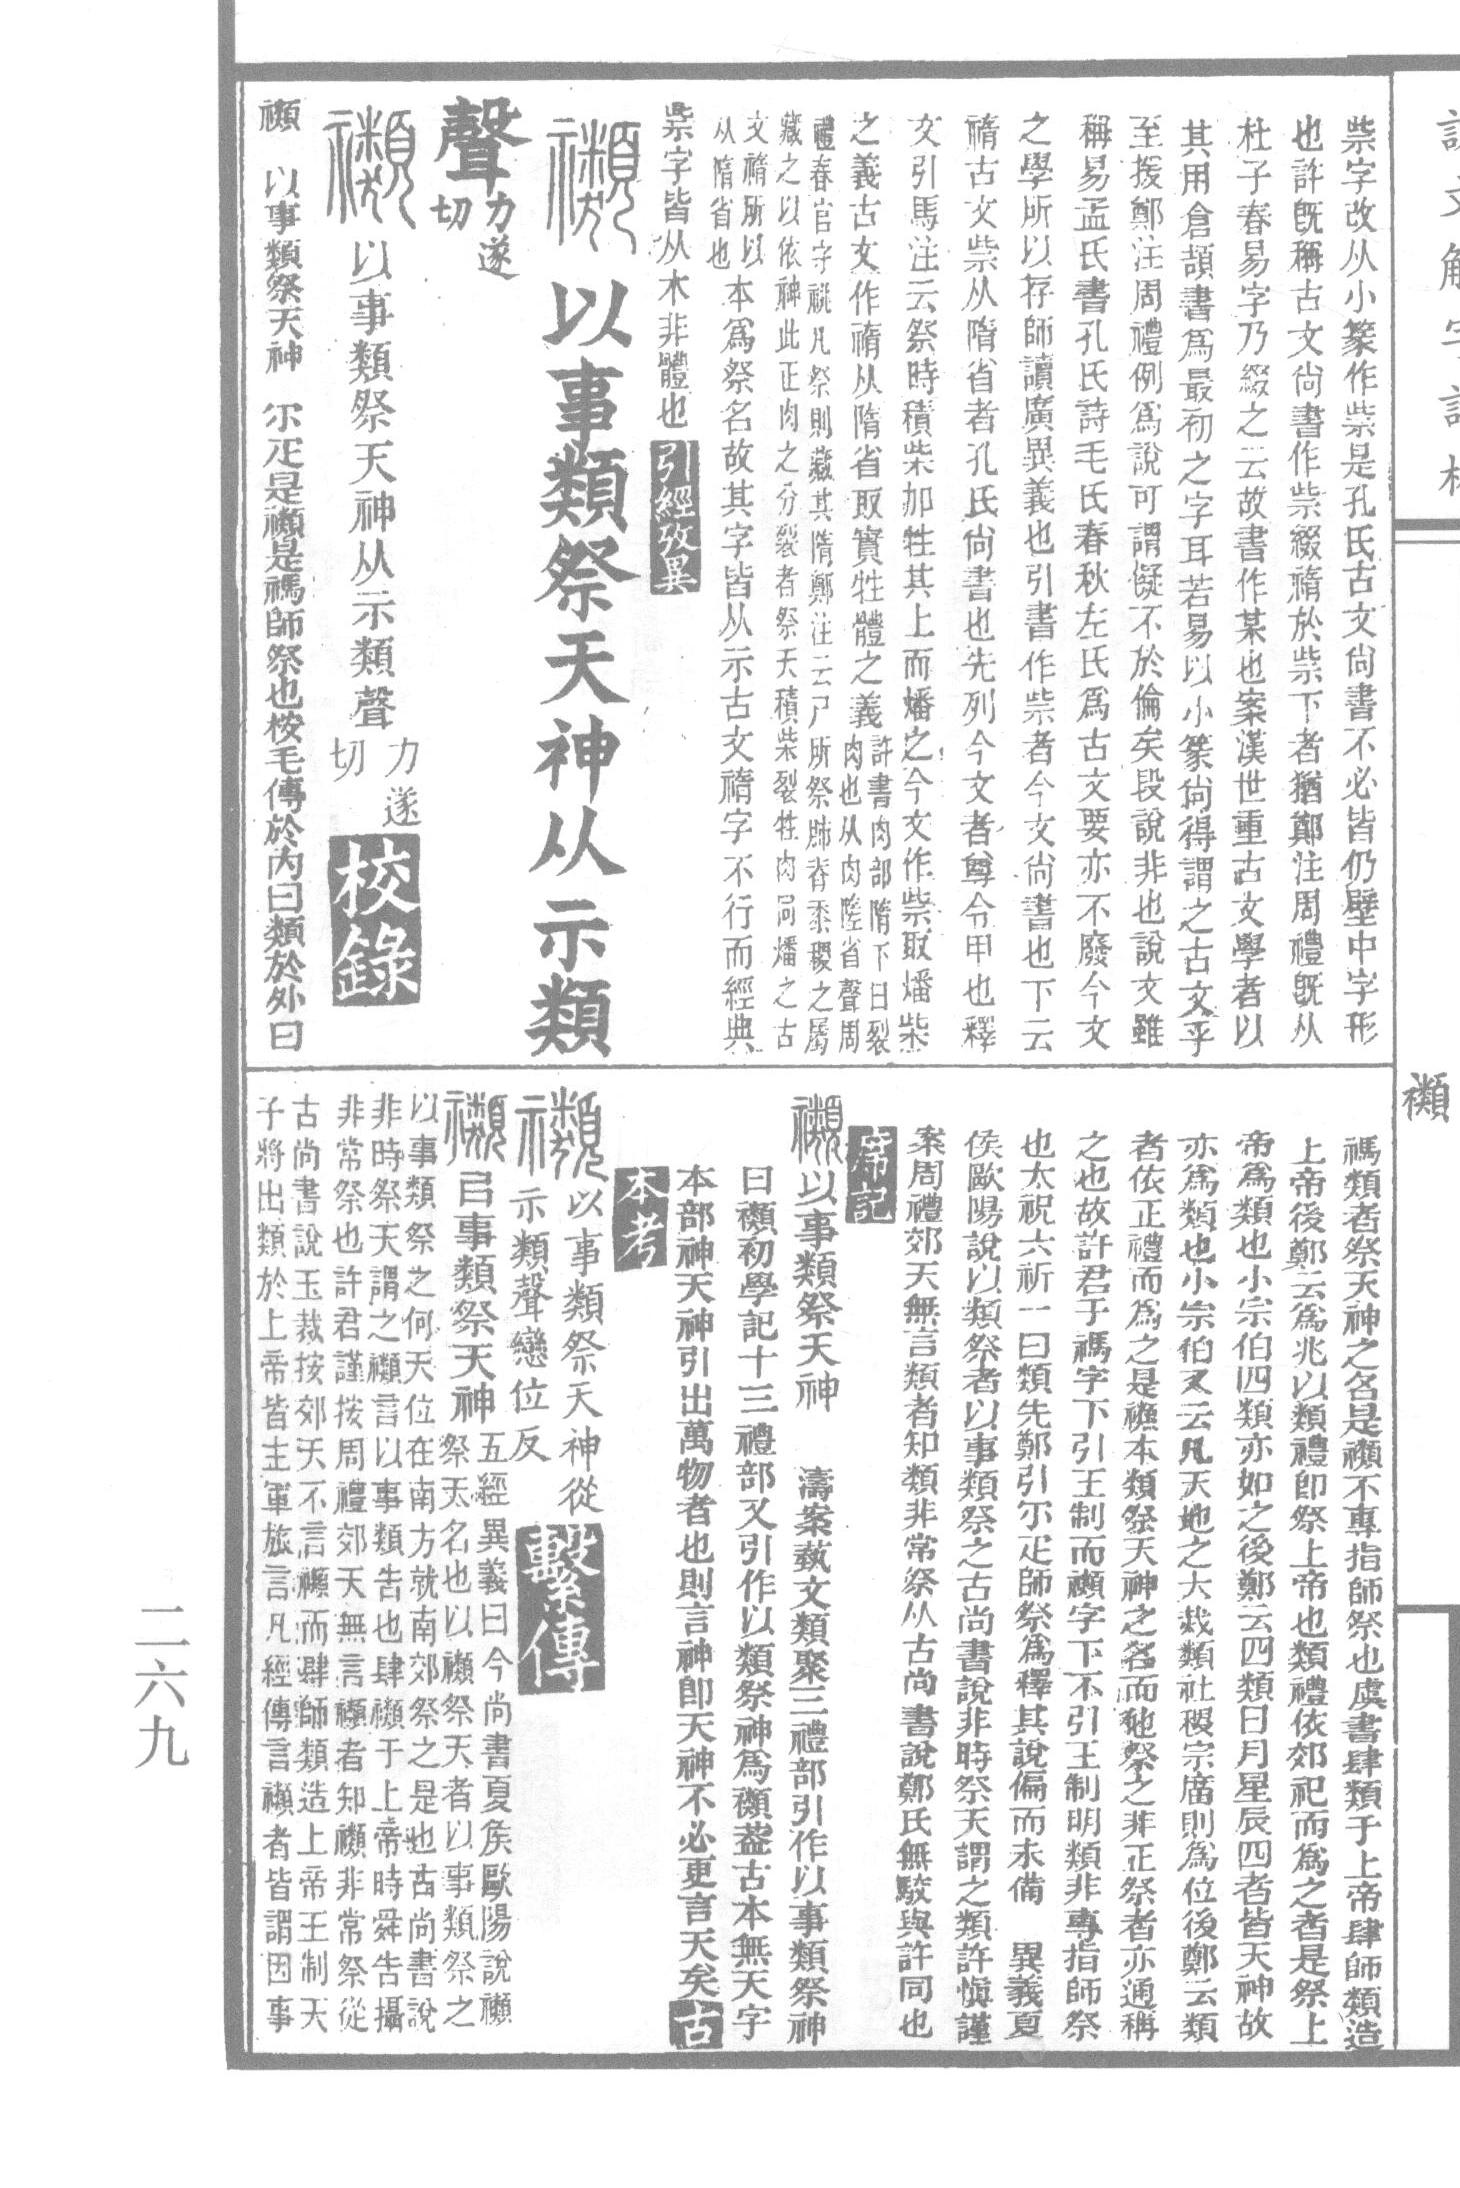 祡字改从小篆作祡是孔氏古文尙書不必皆仍壁中字形
也許旣稱古文尙書作祡綴䄬於祡下者猶鄭注周禮旣从
杜子春易字乃綴之云故書作某也案漢世重古文學者以
其用倉頡書爲最初之字耳若易以小篆尙得謂之古文乎
至援鄭注周禮例爲說可謂儗不於倫矣段說非也說文雖
稱易孟氏書孔氏詩毛氏春秋左氏爲古文要亦不廢今文
之學所以存師讀廣異義也引書作祡者今文尙書也下云
䄬古文祡从隋省者孔氏尙書也先列今文者尊令甲也釋
文引馬注云祭時積柴加牲其上而燔之今文作祡取燔柴
之義古文作䄬从隋省取實牲體之義
許書肉部隋下曰裂
肉也从肉隓省聲周
禮春官守祧凡祭則藏其隋鄭注云尸所祭肺脊黍稷之屬
藏之以依神此正肉之分裂者祭天積柴裂牲肉同燔之古
文䄬所以
从隋省也
本爲祭名故其字皆从示古文䄬字不行而經典
祡字皆从木非體也
引經攷異
禷以事類祭天神从示類
聲
力遂
切
禷以事類祭天神从示類聲
力遂
切
校錄
禷 以事類祭天神 尒疋是禷是禡師祭也桉毛傳於內曰類於外曰
禡類者祭天神之名是禷不專指師祭也虞書肆類于上帝肆師類造
上帝後鄭云爲兆以類禮卽祭上帝也類禮依郊祀而爲之者是祭上
帝爲類也小宗伯四類亦如之後鄭云四類日月星辰四者皆天神故
亦爲類也小宗伯又云凡天地之大烖類社稷宗廟則爲位後鄭云類
者依正禮而爲之是禷本類祭天神之名而他祭之非正祭者亦通稱
之也故許君于禡字下引王制而禷字下不引王制明類非專指師祭
也太祝六祈一曰類先鄭引尒疋師祭爲釋其說偏而未備 異義夏
侯歐陽說以類祭者以事類祭之古尚書說非時祭天謂之類許愼謹
案周禮郊天無言類者知類非常祭从古尚書說鄭氏無駁與許同也
席記
禷以事類祭天神 濤案蓺文類聚三禮部引作以事類祭神
曰禷初學記十三禮部又引作以類祭神爲禷葢古本無天字
本部神天神引出萬物者也則言神卽天神不必更言天矣
古
本考
禷
以事類祭天神從
示類聲戀位反
繫傳
禷㠯事類祭天神
五經異義曰今尚書夏矦歐陽說禷
祭天名也以禷祭天者以事類祭之
以事類祭之何天位在南方就南郊祭之是也古尚書說
非時祭天謂之禷言以事類告也肆禷于上帝時舜告攝
非常祭也許君謹按周禮郊天無言禷者知禷非常祭從
古尚書說玉裁按郊天不言禷而肆師類造上帝王制天
子將出類於上帝皆主軍旅言凡經傳言禷者皆謂因事
禷
二六九